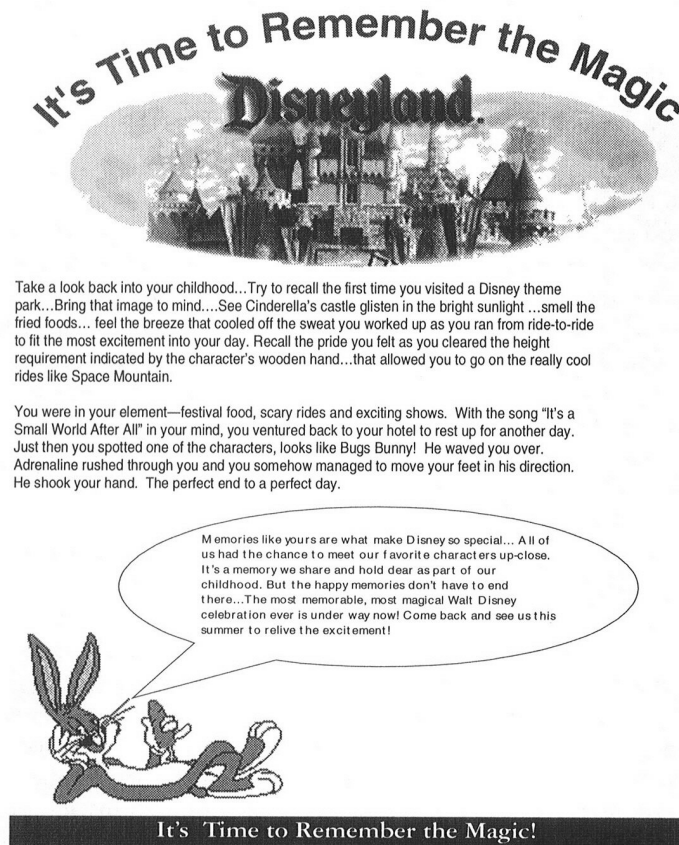 It's Time to Remember the Magic
Disneyland.
Take a look back into your childhood...Try to recall the first time you visited a Disney theme
park...Bring that image to mind....See Cinderella's castle glisten in the bright sunlight ...smell the
fried foods... feel the breeze that cooled off the sweat you worked up as you ran from ride-to-ride
to fit the most excitement into your day. Recall the pride you felt as you cleared the height
requirement indicated by the character's wooden hand...that allowed you to go on the really cool
rides like Space Mountain.
You were in your element—festival food, scary rides and exciting shows. With the song "It's a
Small World After All" in your mind, you ventured back to your hotel to rest up for another day.
Just then you spotted one of the characters, looks like Bugs Bunny! He waved you over.
Adrenaline rushed through you and you somehow managed to move your feet in his direction.
He shook your hand. The perfect end to a perfect day.
Memories like yours are what make Disney so special... All of
us had the chance to meet our favorite characters up-close.
It's a memory we share and hold dear as part of our
childhood. But the happy memories don't have to end
there...The most memorable, most magical Walt Disney
celebration ever is under way now! Come back and see us this
summer to relive the excitement!
It's Time to Remember the Magic!